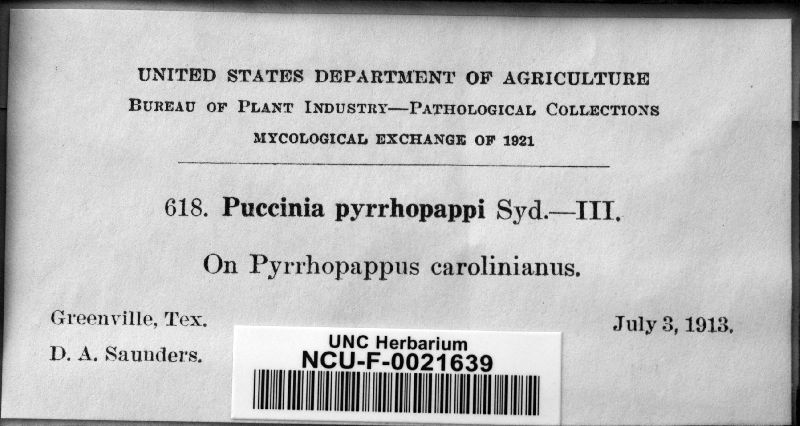 UNITED STATES DEPARTMENT OF AGRICULTURE
BUREAU OF PLANT INDUSTRY—PATHOLOGICAL COLLECTIONS
MYCOLOGICAL EXCHANGE OF 1921
618. Puccinia pyrrhopappi Syd.—III.
On Pyrrhopappus carolinianus.
Greenville, Tex.
July 3, 1913.
D. A. Saunders.
UNC Herbarium
NCU-F-0021639